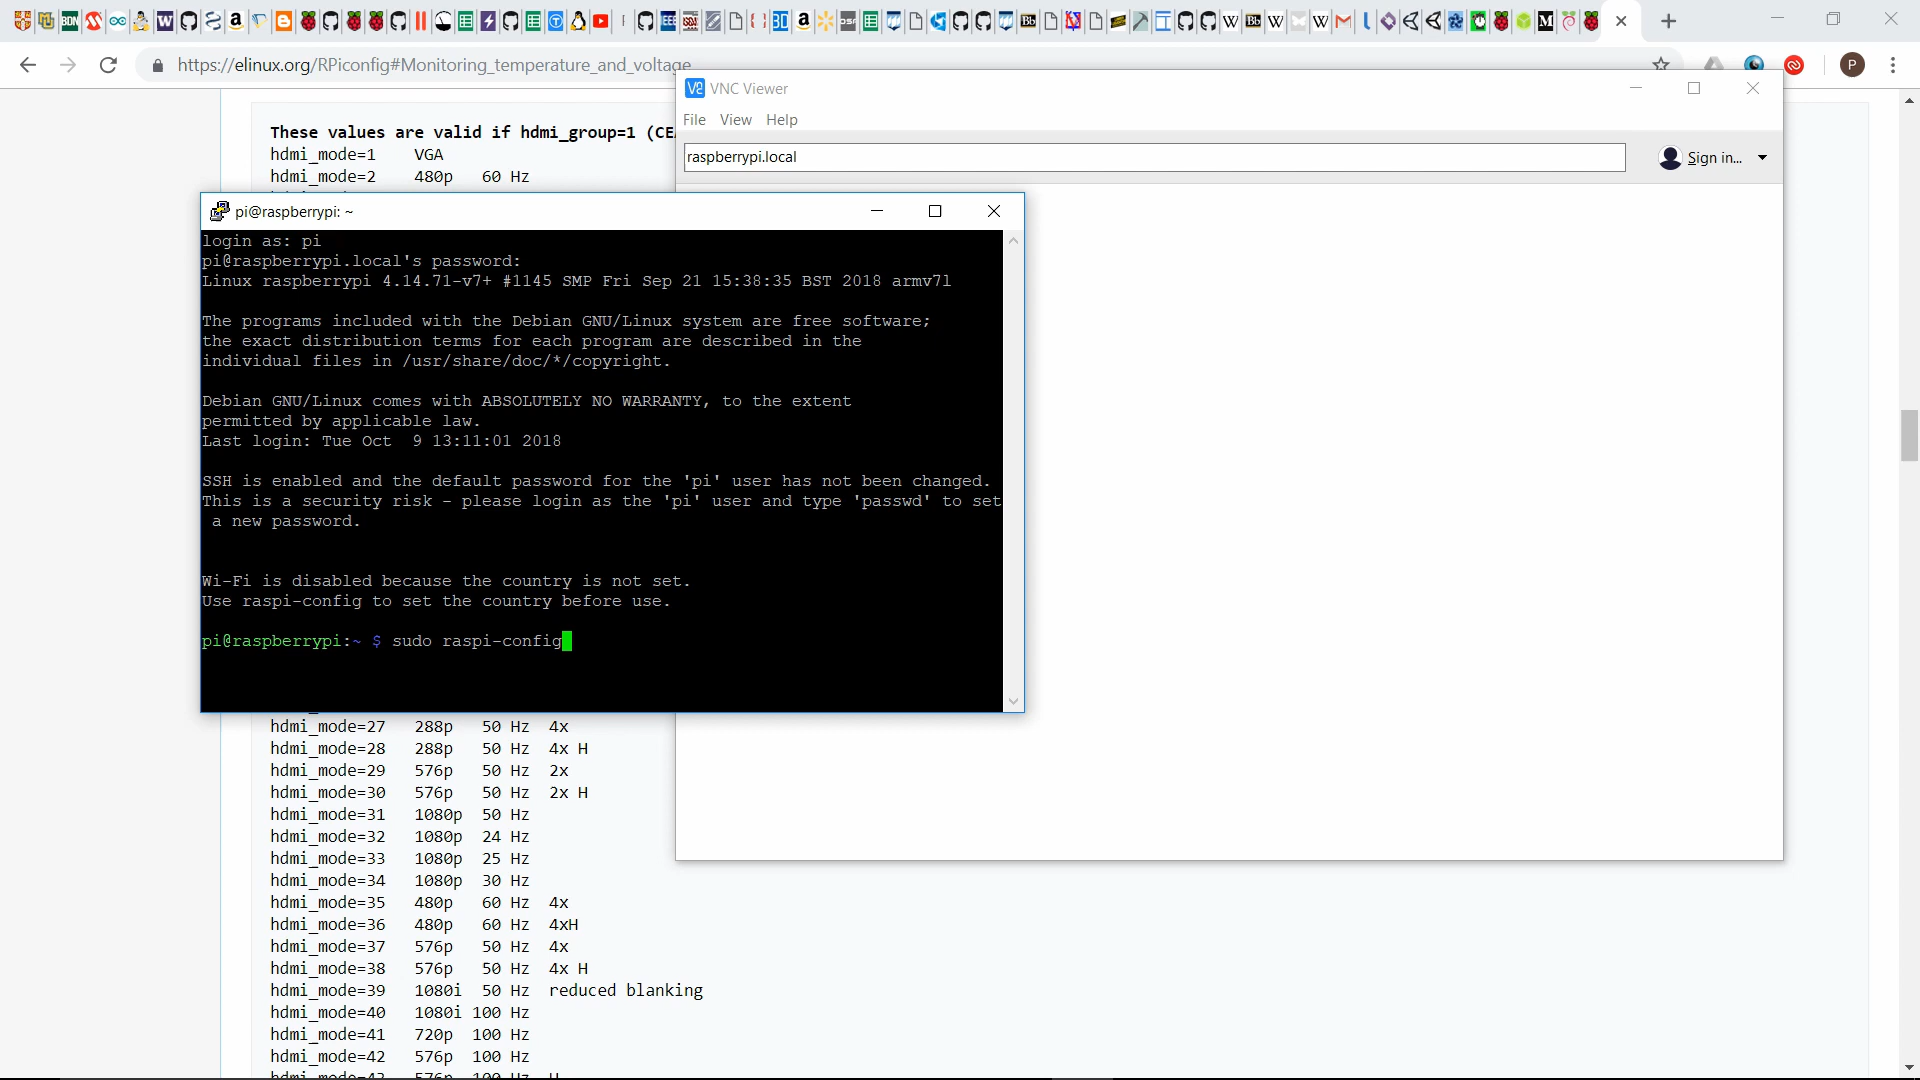 https://elinux.org/RPiconfig#Monitoring_temperature_and_voltage
P
VNC Viewer
File View Help
raspberrypi.local
Sign in...
These values are valid if hdmi_group=1 (CEA
hdmi_mode=1 VGA
hdmi_mode=2 480p 60 Hz
pi@raspberrypi: ~
login as: pi
pi@raspberrypi.local's password:
Linux raspberrypi 4.14.71-v7+ #1145 SMP Fri Sep 21 15:38:35 BST 2018 armv7l
The programs included with the Debian GNU/Linux system are free software;
the exact distribution terms for each program are described in the
individual files in /usr/share/doc/*/copyright.
Debian GNU/Linux comes with ABSOLUTELY NO WARRANTY, to the extent
permitted by applicable law.
Last login: Tue Oct  9 13:11:01 2018
SSH is enabled and the default password for the 'pi' user has not been changed.
This is a security risk - please login as the 'pi' user and type 'passwd' to set
a new password.
Wi-Fi is disabled because the country is not set.
Use raspi-config to set the country before use.
pi@raspberrypi:~ $ sudo raspi-config
hdmi_mode=27 288p 50 Hz 4x
hdmi_mode=28 288p 50 Hz 4x H
hdmi_mode=29 576p 50 Hz 2x
hdmi_mode=30 576p 50 Hz 2x H
hdmi_mode=31 1080p 50 Hz
hdmi_mode=32 1080p 24 Hz
hdmi_mode=33 1080p 25 Hz
hdmi_mode=34 1080p 30 Hz
hdmi_mode=35 480p 60 Hz 4x
hdmi_mode=36 480p 60 Hz 4xH
hdmi_mode=37 576p 50 Hz 4x
hdmi_mode=38 576p 50 Hz 4x H
hdmi_mode=39 1080i 50 Hz reduced blanking
hdmi_mode=40 1080i 100 Hz
hdmi_mode=41 720p 100 Hz
hdmi_mode=42 576p 100 Hz
hdmi_mode=43 576p 100 Hz H